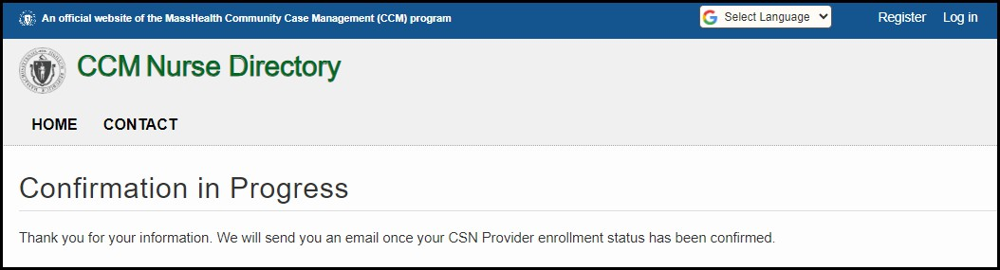 An official website of the MassHealth Community Case Management (CCM) program
Select Language
Register
Log in
CCM Nurse Directory
HOME
CONTACT
Confirmation in Progress
Thank you for your information. We will send you an email once your CSN Provider enrollment status has been confirmed.